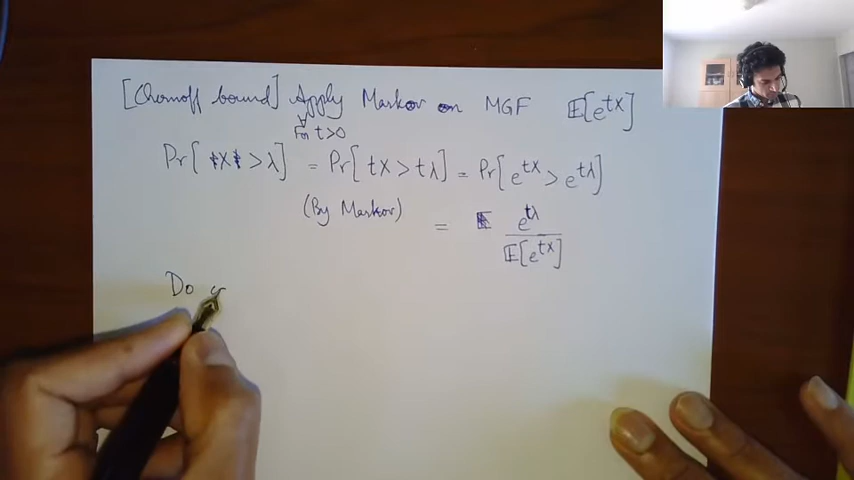 [Chernoff bound] Apply Markov on MGF 𝔼[e^{tX}]
For t>0
Pr[ X > λ] = Pr[tX > tλ] = Pr[e^{tX} > e^{tλ}]
(By Markov) = e^{tλ} / 𝔼[e^{tX}]
Do